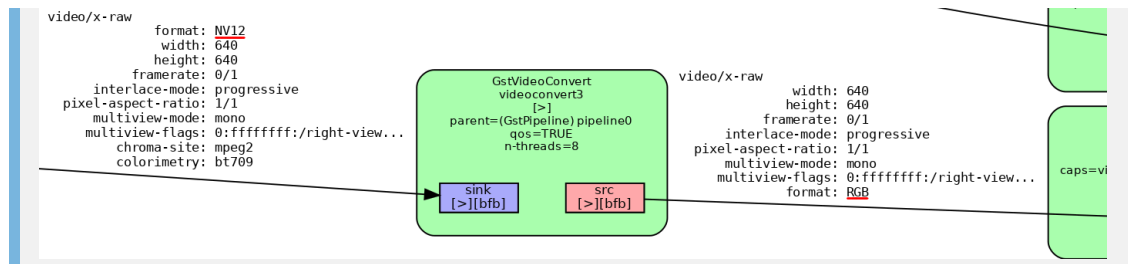 video/x-raw
format: NV12
width: 640
height: 640
framerate: 0/1
interlace-mode: progressive
pixel-aspect-ratio: 1/1
multiview-mode: mono
multiview-flags: 0:ffffffff:/right-view...
chroma-site: mpeg2
colorimetry: bt709
GstVideoConvert
videoconvert3
[>]
parent=(GstPipeline) pipeline0
qos=TRUE
n-threads=8
sink
[>][bfb]
src
[>][bfb]
video/x-raw
width: 640
height: 640
framerate: 0/1
interlace-mode: progressive
pixel-aspect-ratio: 1/1
multiview-mode: mono
multiview-flags: 0:ffffffff:/right-view...
format: RGB
caps=vi